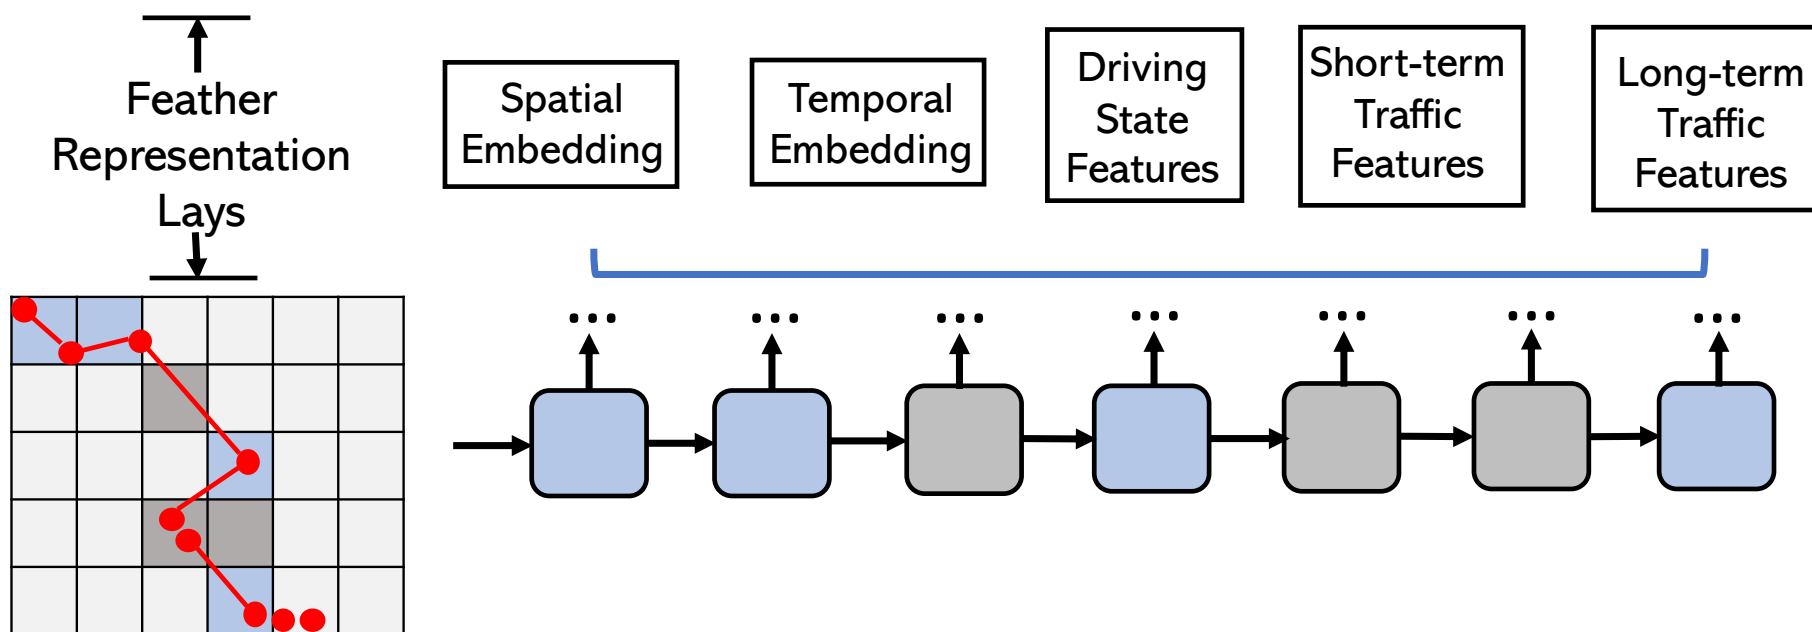 Feather
Representation
Lays
Spatial
Embedding
Temporal
Embedding
Driving
State
Features
Short-term
Traffic
Features
Long-term
Traffic
Features
...
...
...
...
...
...
...